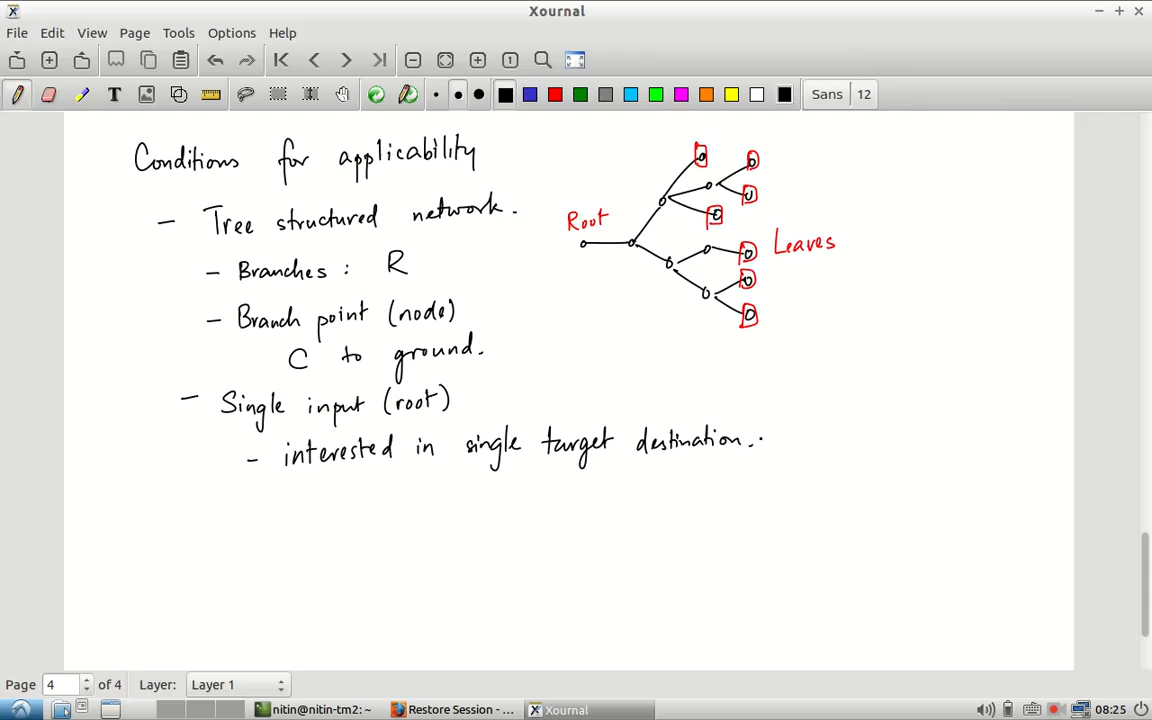 Xournal
File Edit View Page Tools Options Help
Sans 12
Conditions for applicability
- Tree structured network.
- Branches : R
- Branch point (node)
C to ground.
- Single input (root)
- interested in single target destination..
Root
Leaves
Page 4 of 4 Layer: Layer 1
nitin@nitin-tm2: ~ Restore Session - ... Xournal 08:25